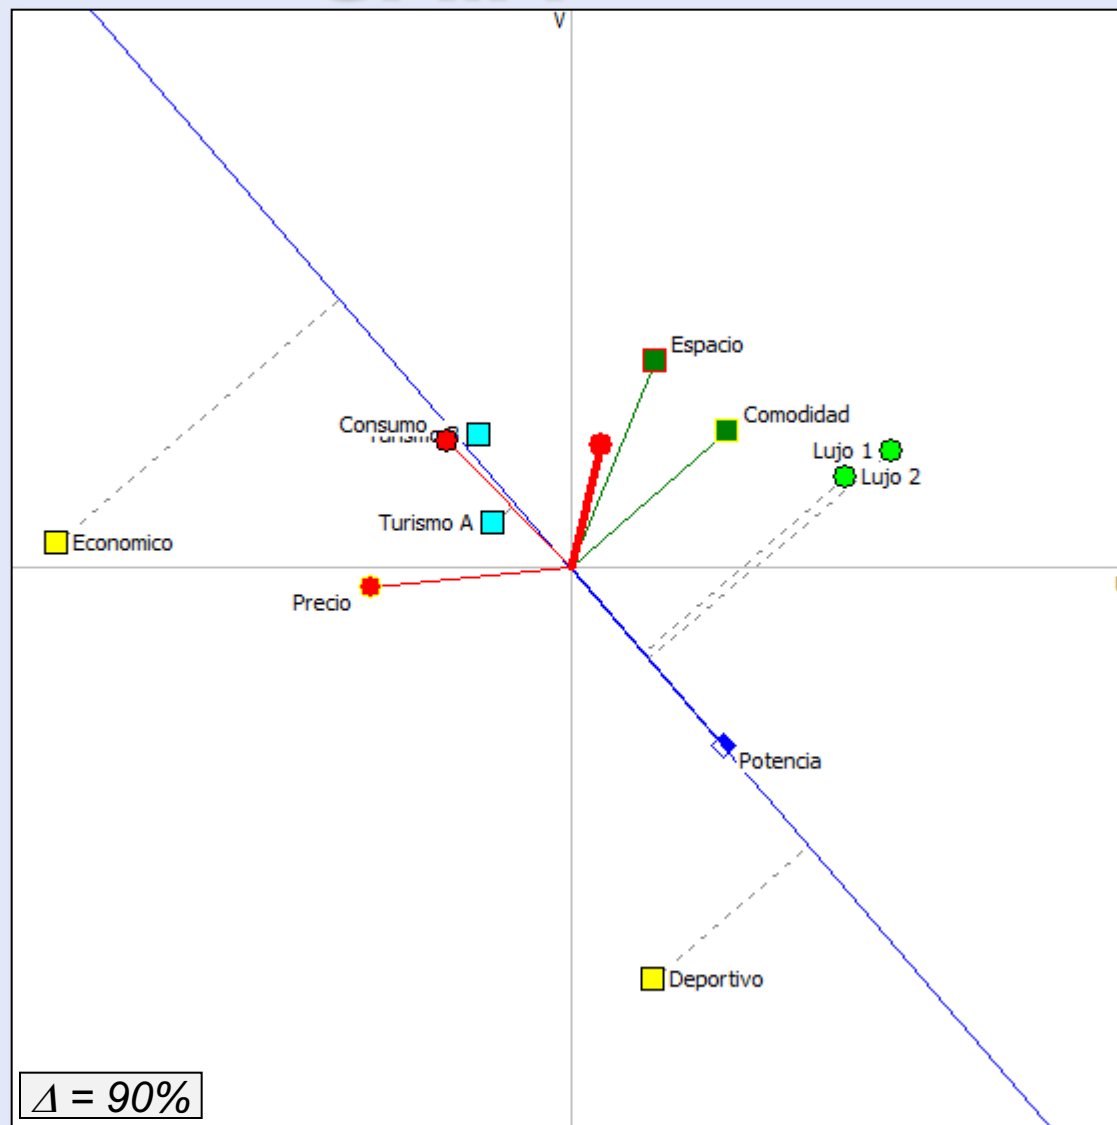 V
Espacio
Comodidad
Consumo
Lujo 1
Lujo 2
Turismo A
Economico
Precio
Potencia
Deportivo
Δ = 90%